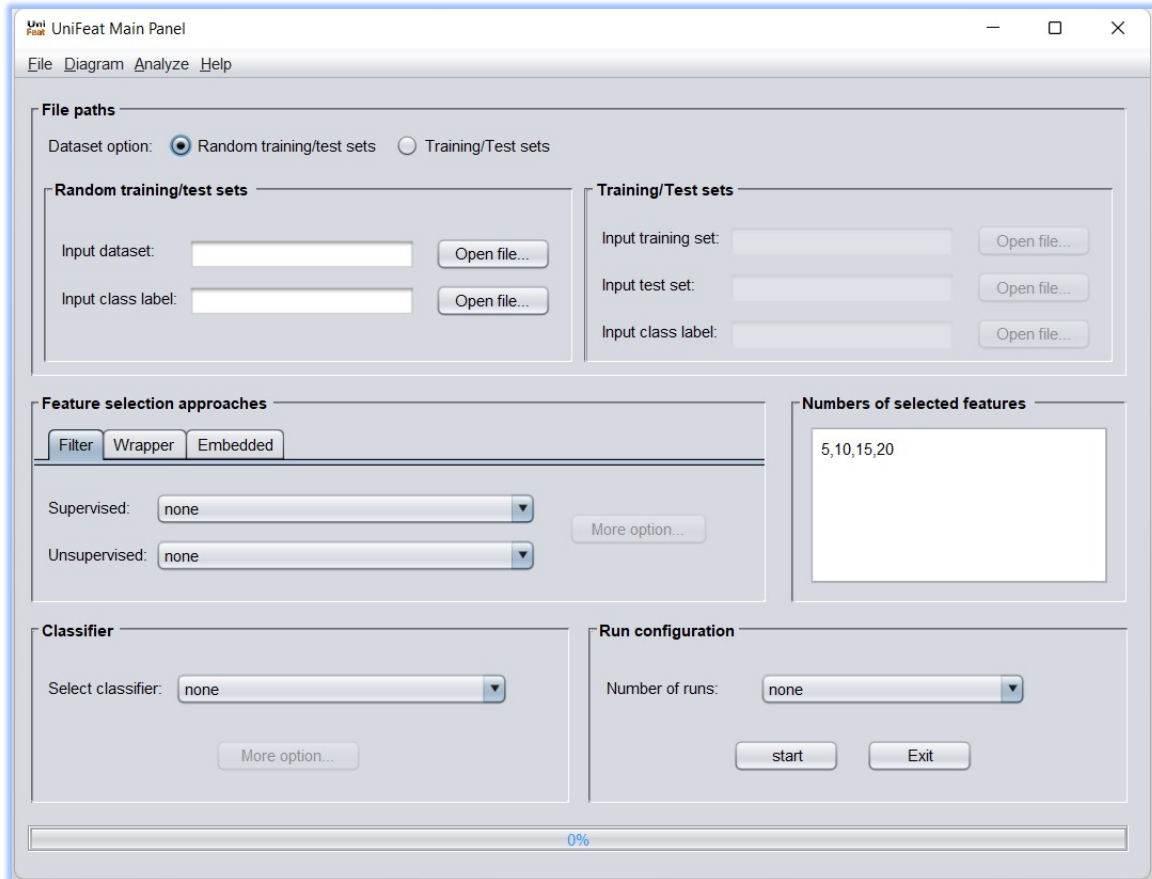 Uni
Feat
UniFeat Main Panel
File Diagram Analyze Help
File paths
Dataset option: Random training/test sets Training/Test sets
Random training/test sets
Input dataset: Open file...
Input class label: Open file...
Training/Test sets
Input training set: Open file...
Input test set: Open file...
Input class label: Open file...
Feature selection approaches
Filter Wrapper Embedded
Supervised: none
Unsupervised: none
More option...
Numbers of selected features
5,10,15,20
Classifier
Select classifier: none
More option...
Run configuration
Number of runs: none
start Exit
0%